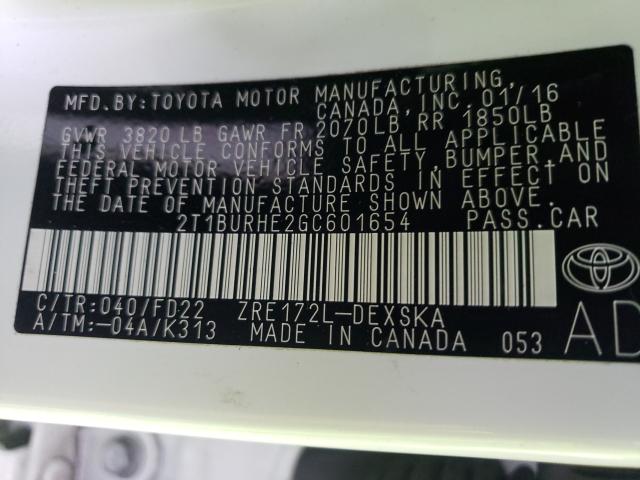 MFD. BY: TOYOTA MOTOR MANUFACTURING,
CANADA, INC. 01/16
GVWR 3820 LB GAWR FR 2070LB RR 1850LB
THIS VEHICLE CONFORMS TO ALL APPLICABLE
FEDERAL MOTOR VEHICLE SAFETY, BUMPER, AND
THEFT PREVENTION STANDARDS IN EFFECT ON
THE DATE OF MANUFACTURE SHOWN ABOVE.
2T1BURHE2GC601654 PASS.CAR
C/TR:040/FD22 ZRE172L-DEXSKA
A/TM:-04A/K313 MADE IN CANADA 053
AD